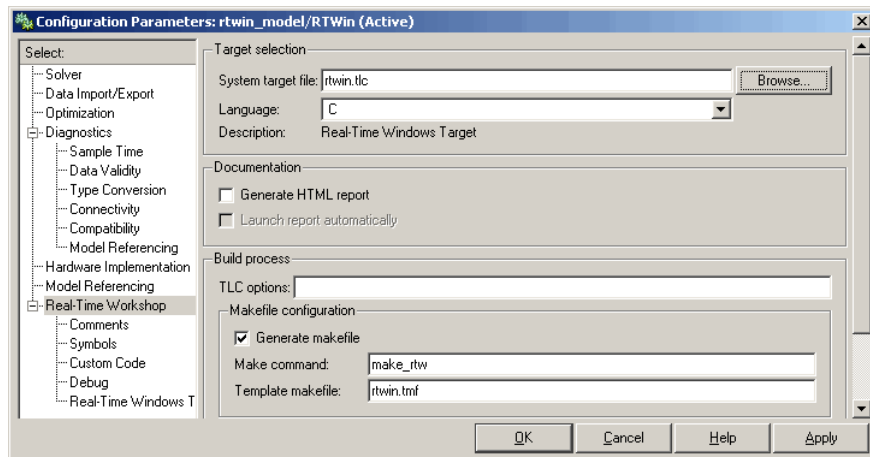 Configuration Parameters: rtwin_model/RTWin (Active)
Select:
Solver
Data Import/Export
Optimization
Diagnostics
Sample Time
Data Validity
Type Conversion
Connectivity
Compatibility
Model Referencing
Hardware Implementation
Model Referencing
Real-Time Workshop
Comments
Symbols
Custom Code
Debug
Real-Time Windows T
Target selection
System target file: rtwin.tlc Browse...
Language: C
Description: Real-Time Windows Target
Documentation
Generate HTML report
Launch report automatically
Build process
TLC options:
Makefile configuration
Generate makefile
Make command: make_rtw
Template makefile: rtwin.tmf
OK Cancel Help Apply